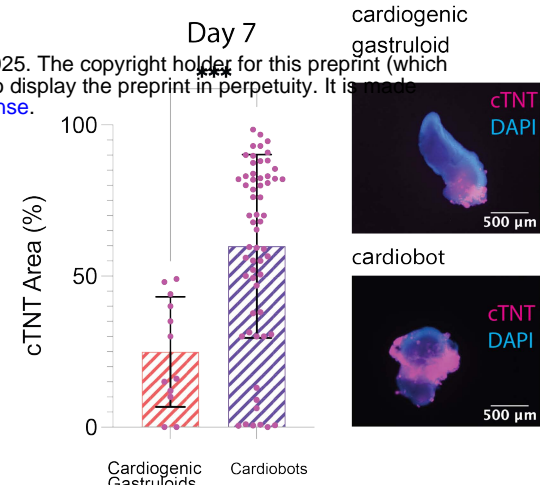 cardiogenic
gastruloid
Day 7
025. The copyright holder for this preprint (which
o display the preprint in perpetuity. It is made
nse.
***
cTNT
DAPI
500 µm
100
50
0
cTNT Area (%)
cardiobot
cTNT
DAPI
500 µm
Cardiogenic
Gastruloids
Cardiobots